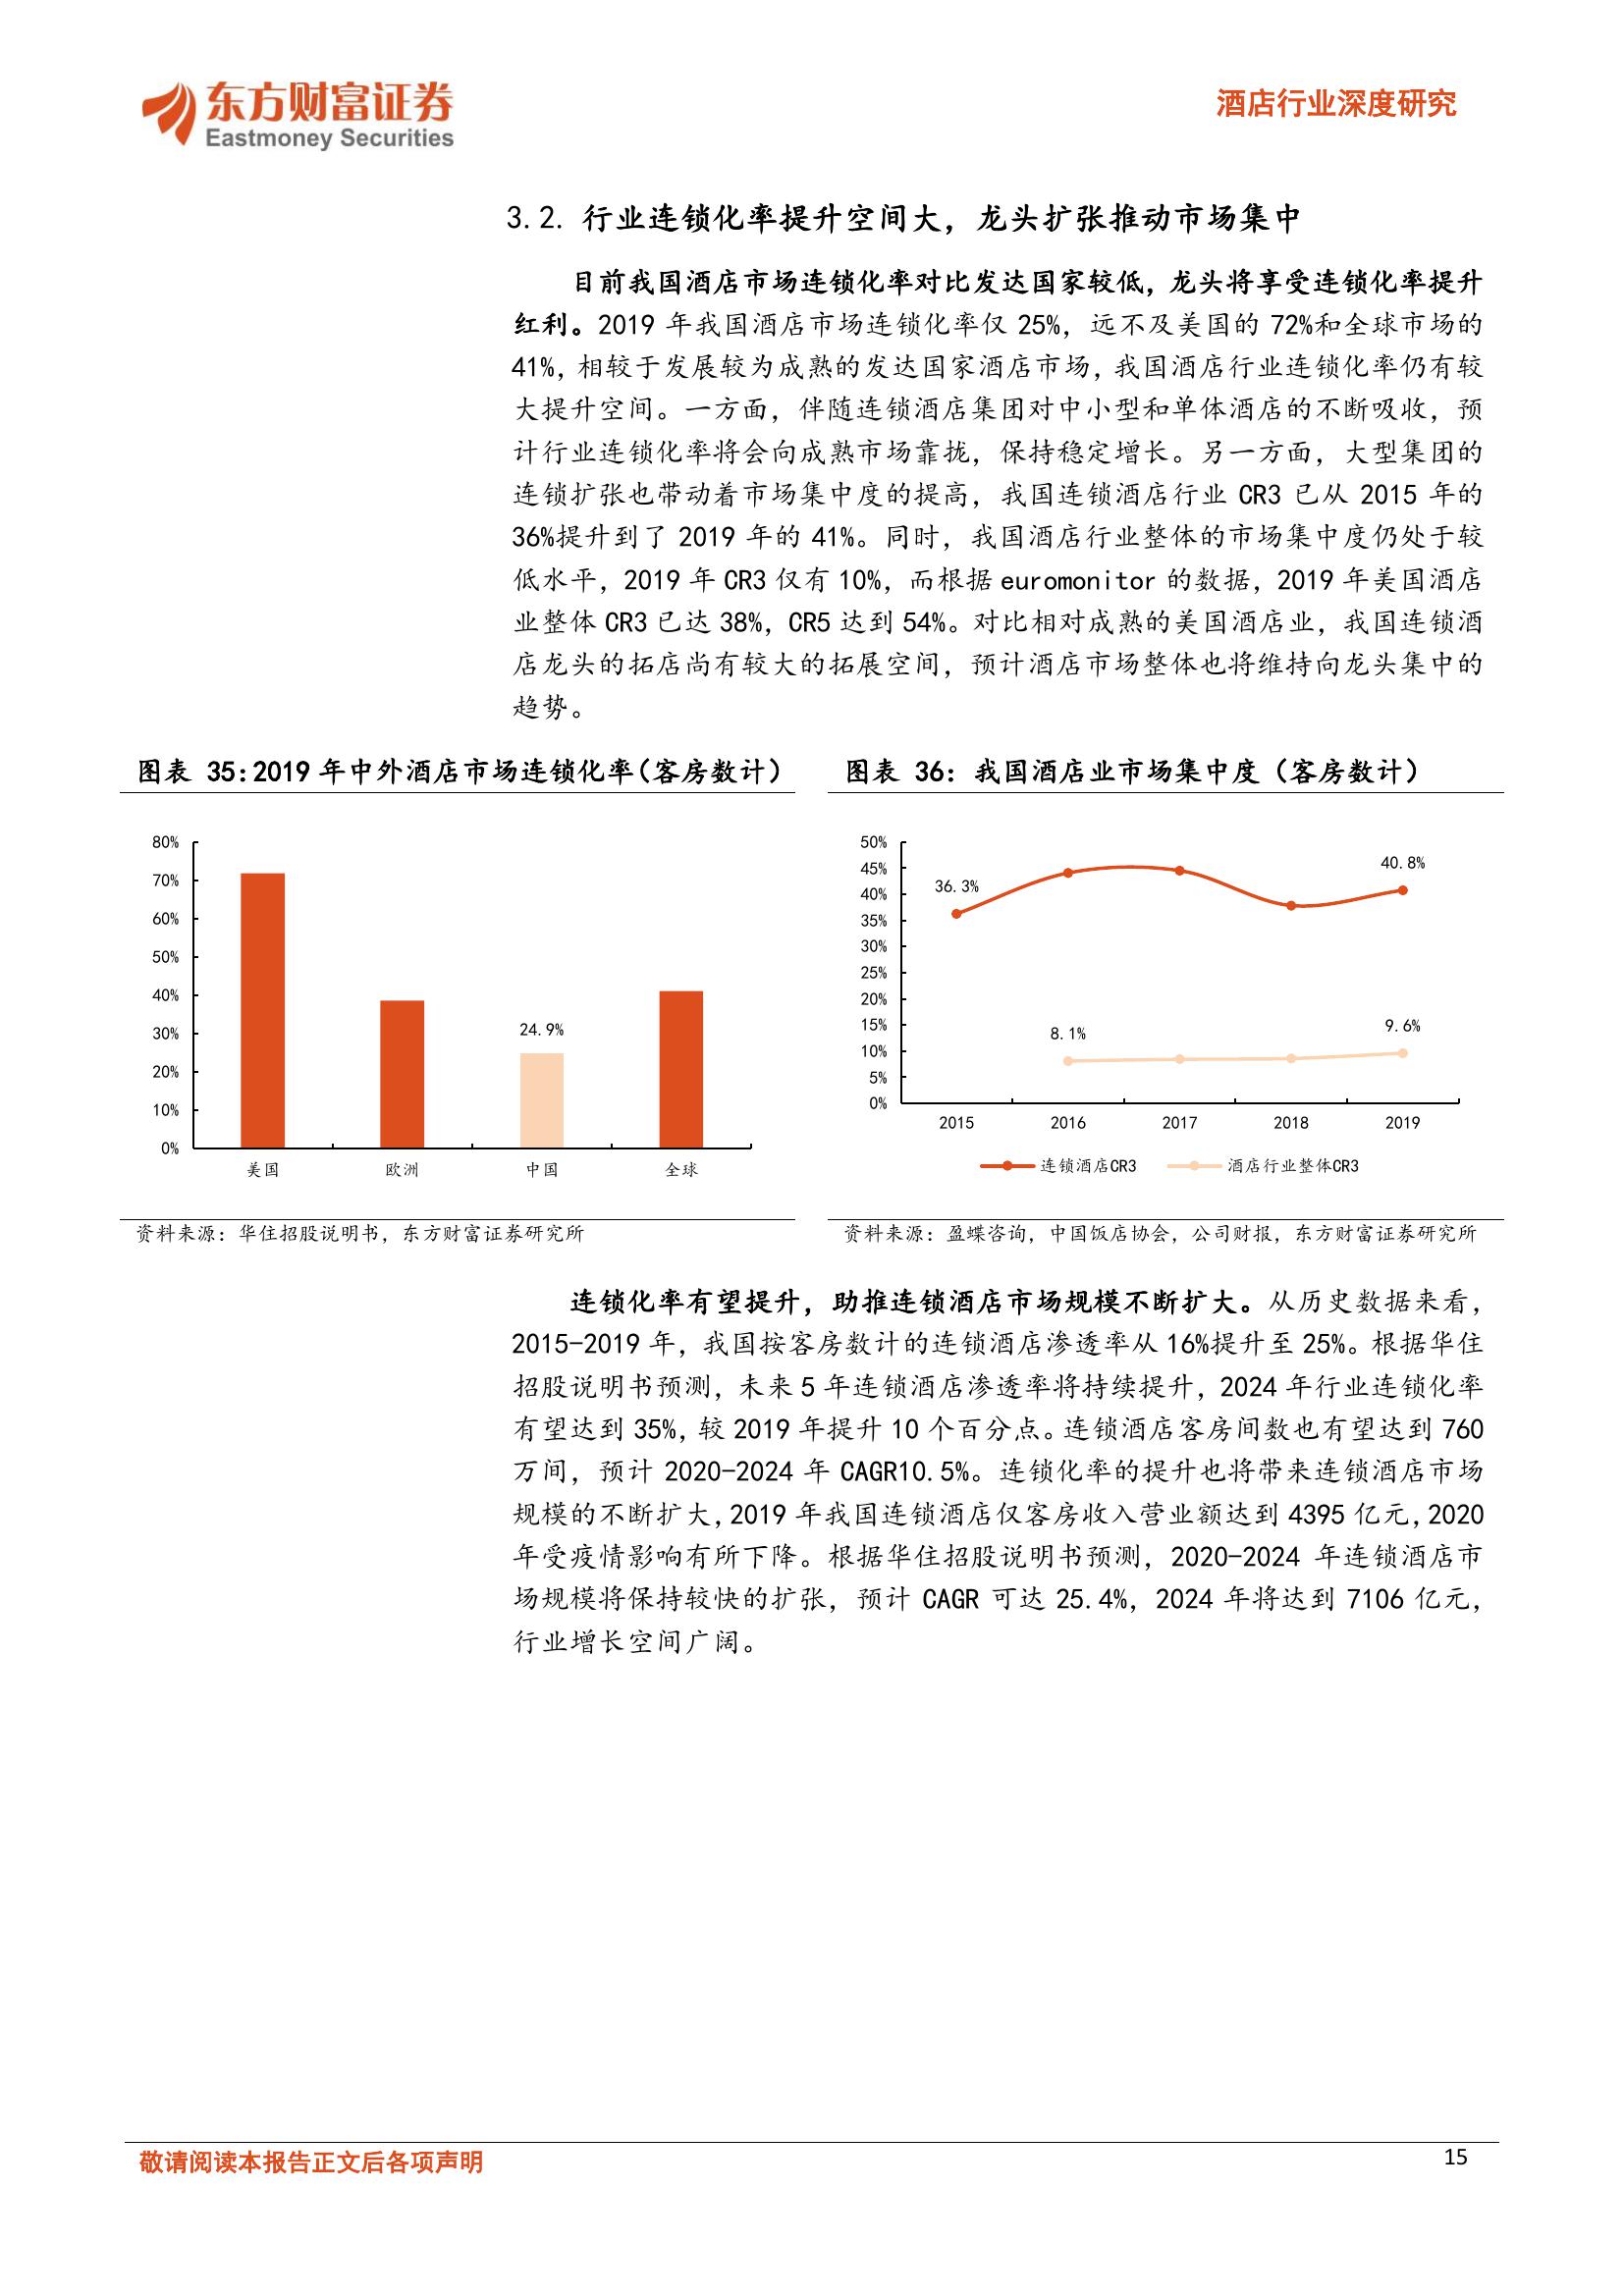 东方财富证券
Eastmoney Securities
酒店行业深度研究
3.2. 行业连锁化率提升空间大，龙头扩张推动市场集中
目前我国酒店市场连锁化率对比发达国家较低，龙头将享受连锁化率提升
红利。2019 年我国酒店市场连锁化率仅 25%，远不及美国的 72%和全球市场的
41%，相较于发展较为成熟的发达国家酒店市场，我国酒店行业连锁化率仍有较
大提升空间。一方面，伴随连锁酒店集团对中小型和单体酒店的不断吸收，预
计行业连锁化率将会向成熟市场靠拢，保持稳定增长。另一方面，大型集团的
连锁扩张也带动着市场集中度的提高，我国连锁酒店行业 CR3 已从 2015 年的
36%提升到了 2019 年的 41%。同时，我国酒店行业整体的市场集中度仍处于较
低水平，2019 年 CR3 仅有 10%，而根据 euromonitor 的数据，2019 年美国酒店
业整体 CR3 已达 38%，CR5 达到 54%。对比相对成熟的美国酒店业，我国连锁酒
店龙头的拓店尚有较大的拓展空间，预计酒店市场整体也将维持向龙头集中的
趋势。
图表 35：2019 年中外酒店市场连锁化率（客房数计）
80%
70%
60%
50%
40%
30%
20%
10%
0%
24.9%
美国 欧洲 中国 全球
资料来源：华住招股说明书，东方财富证券研究所
图表 36：我国酒店业市场集中度（客房数计）
50%
45%
40%
35%
30%
25%
20%
15%
10%
5%
0%
36.3%
40.8%
8.1%
9.6%
2015 2016 2017 2018 2019
连锁酒店CR3 酒店行业整体CR3
资料来源：盈蝶咨询，中国饭店协会，公司财报，东方财富证券研究所
连锁化率有望提升，助推连锁酒店市场规模不断扩大。从历史数据来看，
2015-2019 年，我国按客房数计的连锁酒店渗透率从 16%提升至 25%。根据华住
招股说明书预测，未来 5 年连锁酒店渗透率将持续提升，2024 年行业连锁化率
有望达到 35%，较 2019 年提升 10 个百分点。连锁酒店客房间数也有望达到 760
万间，预计 2020-2024 年 CAGR10.5%。连锁化率的提升也将带来连锁酒店市场
规模的不断扩大，2019 年我国连锁酒店仅客房收入营业额达到 4395 亿元，2020
年受疫情影响有所下降。根据华住招股说明书预测，2020-2024 年连锁酒店市
场规模将保持较快的扩张，预计 CAGR 可达 25.4%，2024 年将达到 7106 亿元，
行业增长空间广阔。
敬请阅读本报告正文后各项声明
15